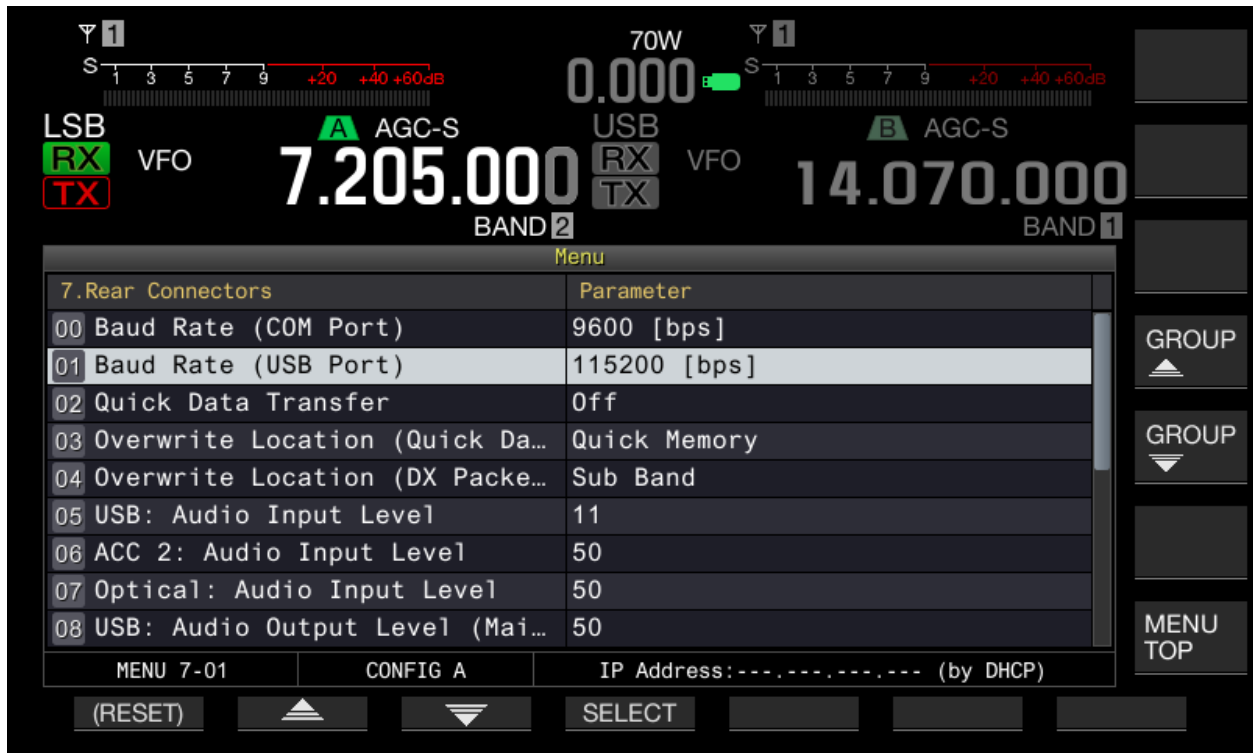 1
S 1 3 5 7 9 +20 +40 +60dB
70W
0.000
1
S 1 3 5 7 9 +20 +40 +60dB
LSB
A AGC-S
RX VFO
TX
7.205.000
BAND 2
USB
B AGC-S
RX VFO
TX
14.070.000
BAND 1
Menu
7.Rear Connectors Parameter
00 Baud Rate (COM Port) 9600 [bps]
01 Baud Rate (USB Port) 115200 [bps]
02 Quick Data Transfer Off
03 Overwrite Location (Quick Da… Quick Memory
04 Overwrite Location (DX Packe… Sub Band
05 USB: Audio Input Level 11
06 ACC 2: Audio Input Level 50
07 Optical: Audio Input Level 50
08 USB: Audio Output Level (Mai… 50
MENU 7-01 CONFIG A IP Address:---.---.---.--- (by DHCP)
(RESET) SELECT
GROUP
GROUP
MENU
TOP